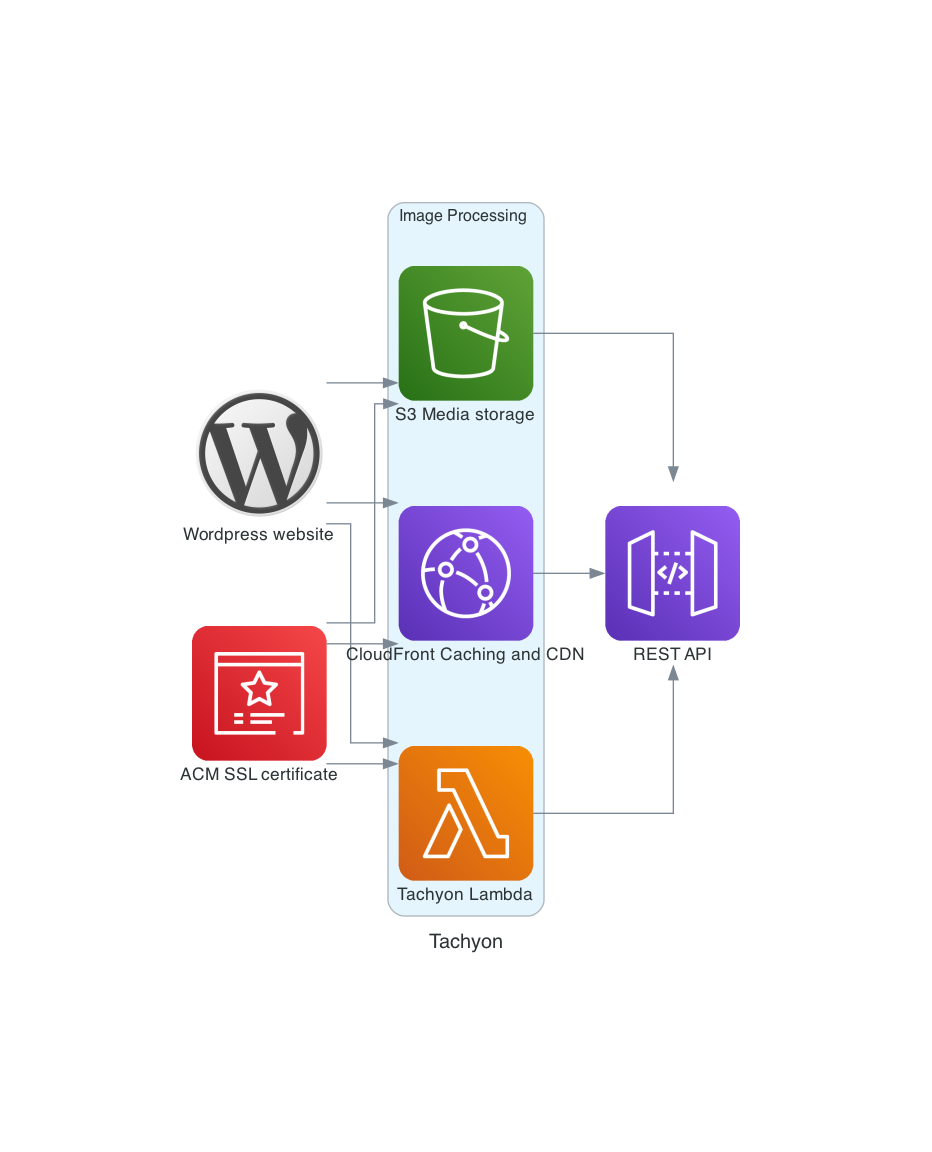 Image Processing
S3 Media storage
Wordpress website
CloudFront Caching and CDN
REST API
ACM SSL certificate
Tachyon Lambda
Tachyon